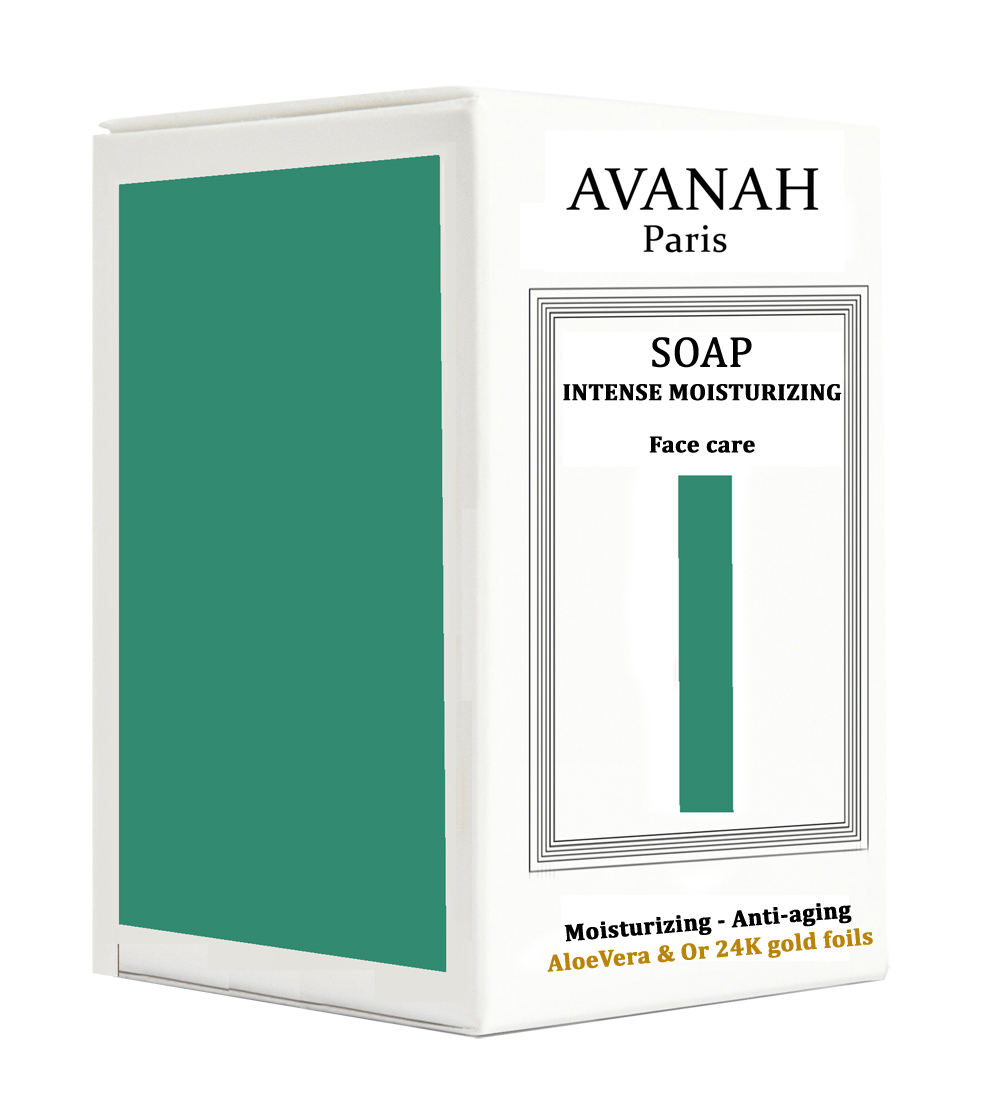 AVANAH
Paris
SOAP
INTENSE MOISTURIZING
Face care
Moisturizing - Anti-aging
AloeVera & Or 24K gold foils